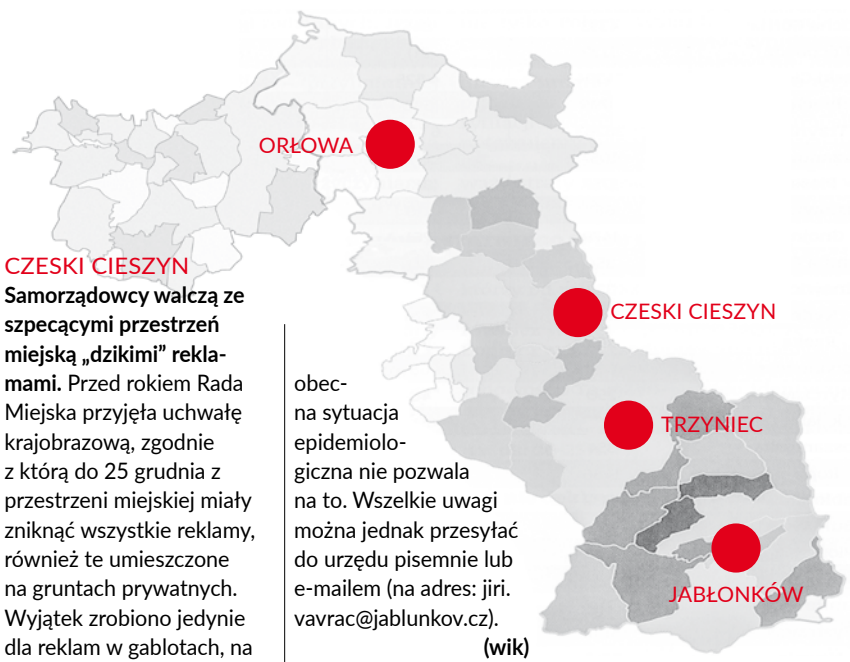 ORŁOWA
CZESKI CIESZYN
TRZYNIEC
JABŁONKÓW
CZESKI CIESZYN
Samorządowcy walczą ze
szpecącymi przestrzeń
miejską „dzikimi” rekla-
mami. Przed rokiem Rada
Miejska przyjęła uchwałę
krajobrazową, zgodnie
z którą do 25 grudnia z
przestrzeni miejskiej miały
zniknąć wszystkie reklamy,
również te umieszczone
na gruntach prywatnych.
Wyjątek zrobiono jedynie
dla reklam w gablotach, na
obec-
na sytuacja
epidemiolo-
giczna nie pozwala
na to. Wszelkie uwagi
można jednak przesyłać
do urzędu pisemnie lub
e-mailem (na adres: jiri.
vavrac@jablunkov.cz).
(wik)